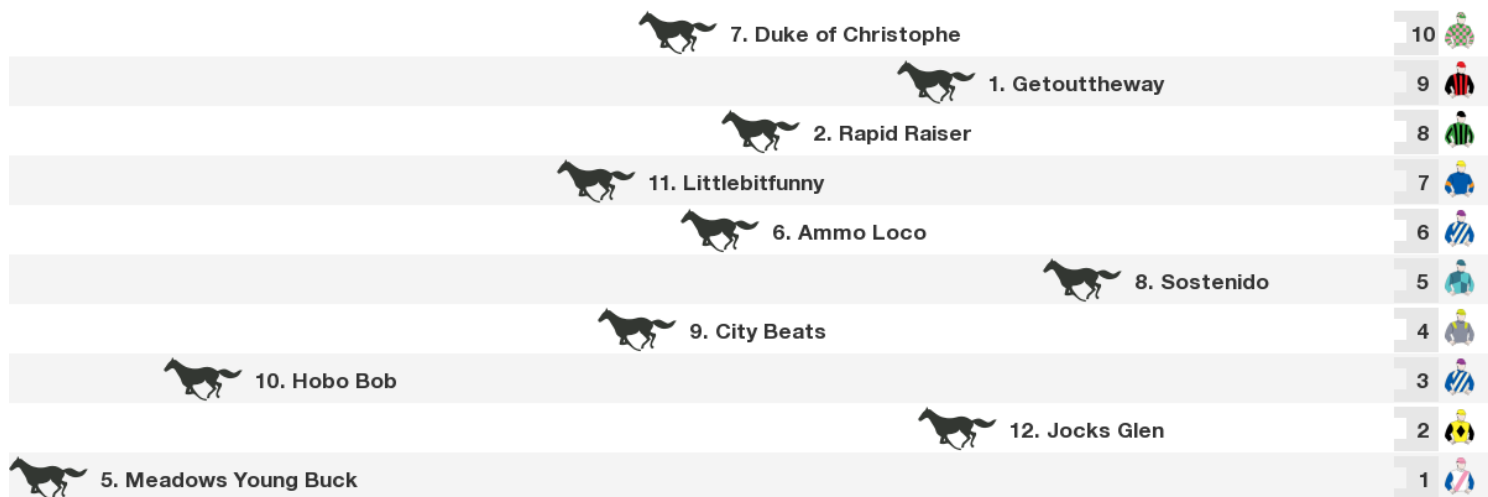 7. Duke of Christophe 10
1. Getouttheway 9
2. Rapid Raiser 8
11. Littlebitfunny 7
6. Ammo Loco 6
8. Sostenido 5
9. City Beats 4
10. Hobo Bob 3
12. Jocks Glen 2
5. Meadows Young Buck 1